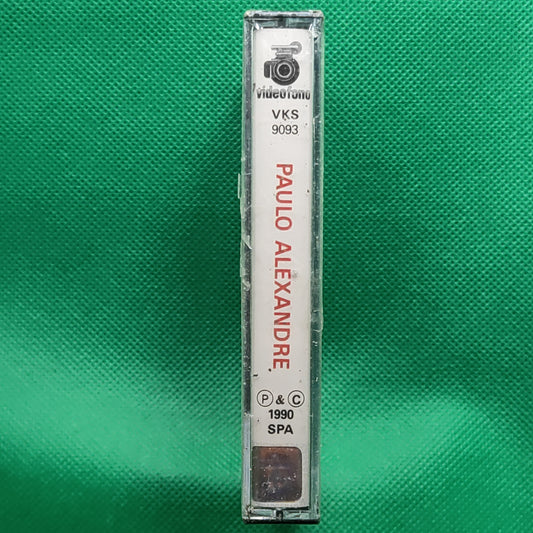 videofono
VKS
9093
PAULO ALEXANDRE
Ⓟ & Ⓒ
1990
SPA